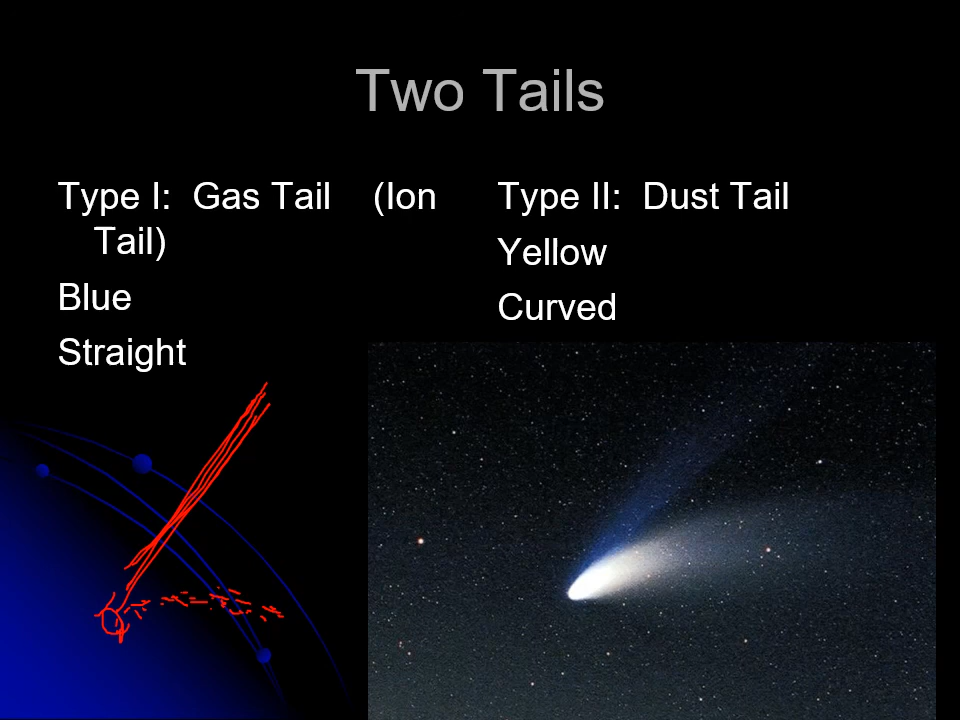 Two Tails
Type I:  Gas Tail    (Ion
Tail)
Blue
Straight
Type II:  Dust Tail
Yellow
Curved